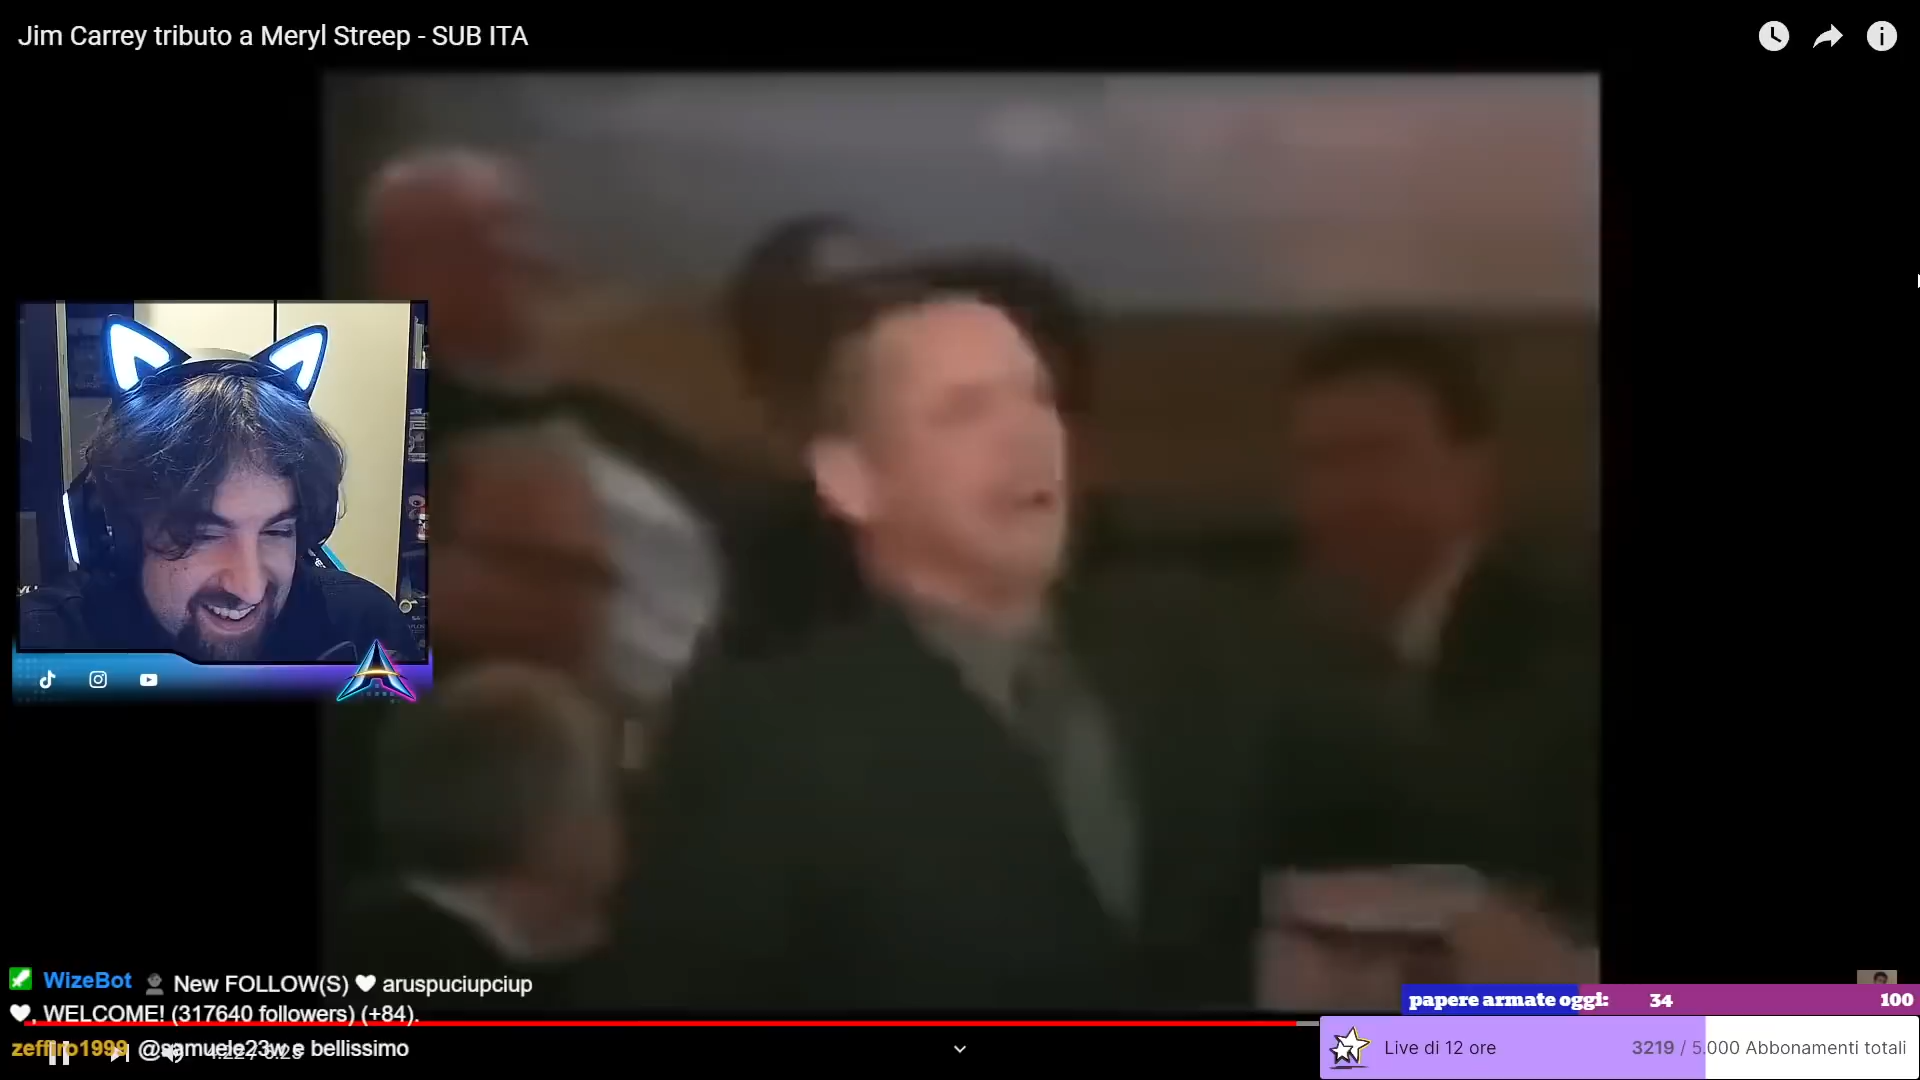 Jim Carrey tributo a Meryl Streep - SUB ITA
WizeBot New FOLLOW(S) aruspuciupciup
, WELCOME! (317640 followers) (+84).
zeffiro1999 @samuele23w e bellissimo
papere armate oggi: 34 100
Live di 12 ore 3219 / 5.000 Abbonamenti totali